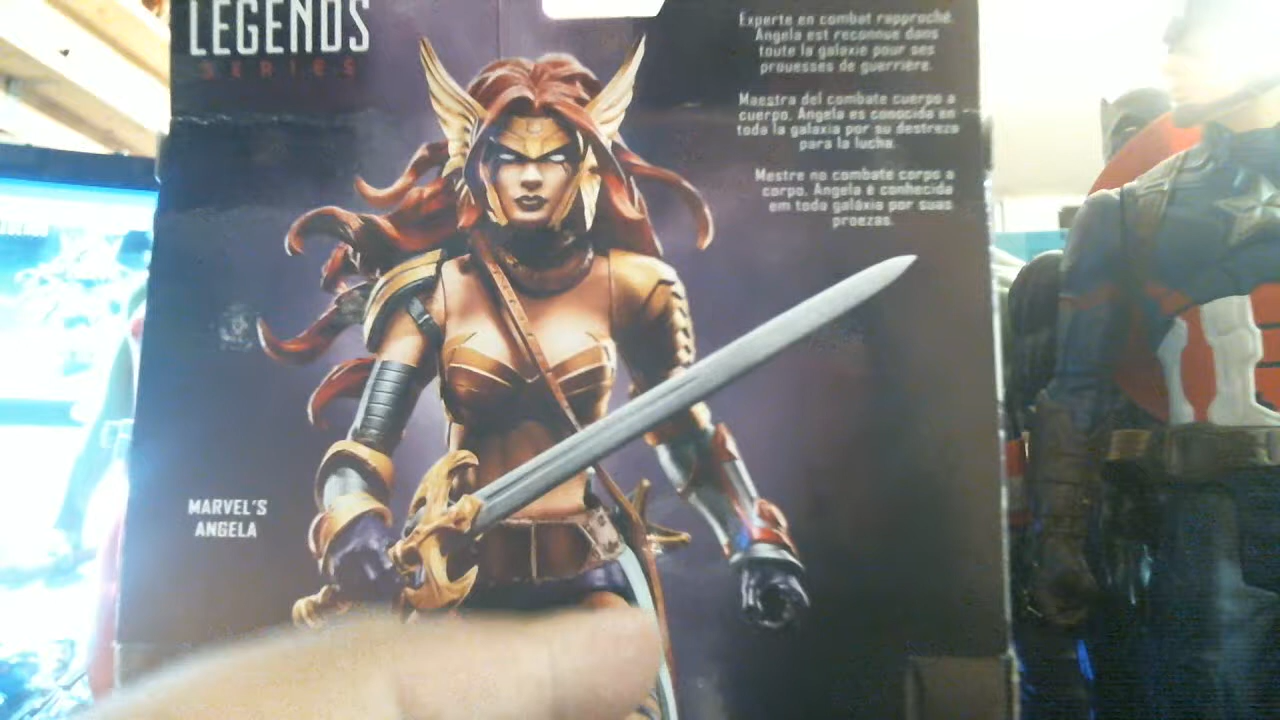 LEGENDS
SERIES
Experte en combat rapproché,
Angela est reconnue dans
toute la galaxie pour ses
prouesses de guerrière.
Maestra del combate cuerpo a
cuerpo, Angela es conocida en
toda la galaxia por su destreza
para la lucha.
Mestre no combate corpo a
corpo, Angela é conhecida
em toda galáxia por suas
proezas.
MARVEL'S
ANGELA